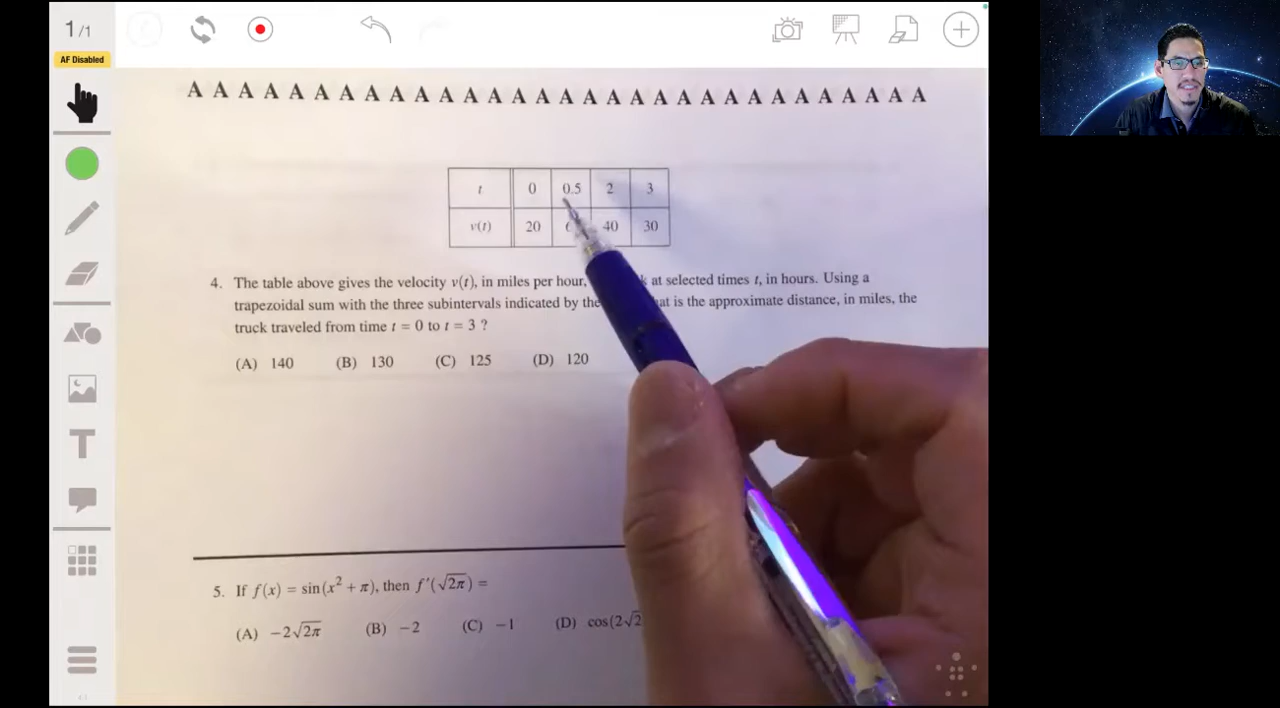 1/1
AF Disabled
A A A A A A A A A A A A A A A A A A A A A A A A A A A A A A A
t 0 0.5 2 3
v(t) 20 40 30
4. The table above gives the velocity v(t), in miles per hour, at selected times t, in hours. Using a
trapezoidal sum with the three subintervals indicated by the is the approximate distance, in miles, the
truck traveled from time t = 0 to t = 3 ?
(A) 140 (B) 130 (C) 125 (D) 120
5. If f(x) = sin(x² + π), then f′(√2π) =
(A) −2√2π (B) −2 (C) −1 (D) cos(2√2
T